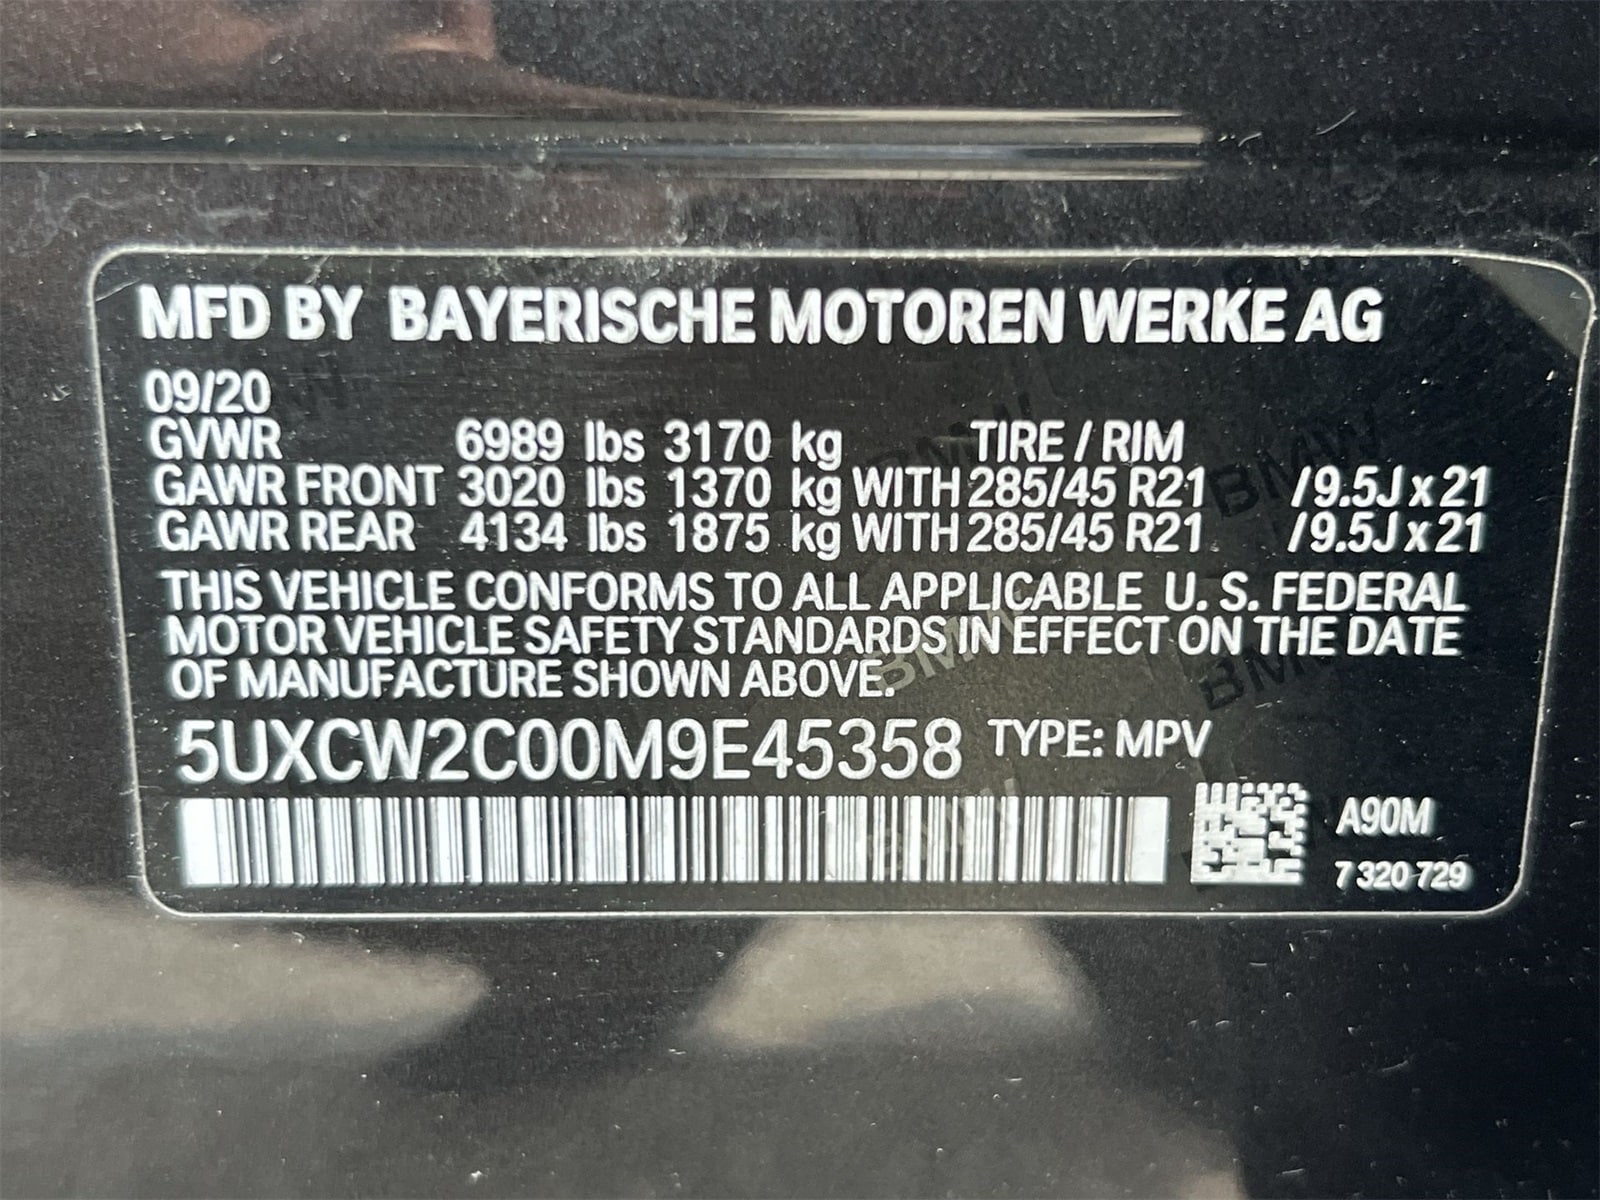 MFD BY BAYERISCHE MOTOREN WERKE AG
09/20
GVWR 6989 lbs 3170 kg TIRE / RIM
GAWR FRONT 3020 lbs 1370 kg WITH 285/45 R21 /9.5J x 21
GAWR REAR 4134 lbs 1875 kg WITH 285/45 R21 /9.5J x 21
THIS VEHICLE CONFORMS TO ALL APPLICABLE U. S. FEDERAL
MOTOR VEHICLE SAFETY STANDARDS IN EFFECT ON THE DATE
OF MANUFACTURE SHOWN ABOVE.
5UXCW2C00M9E45358 TYPE: MPV
A90M
7 320 729